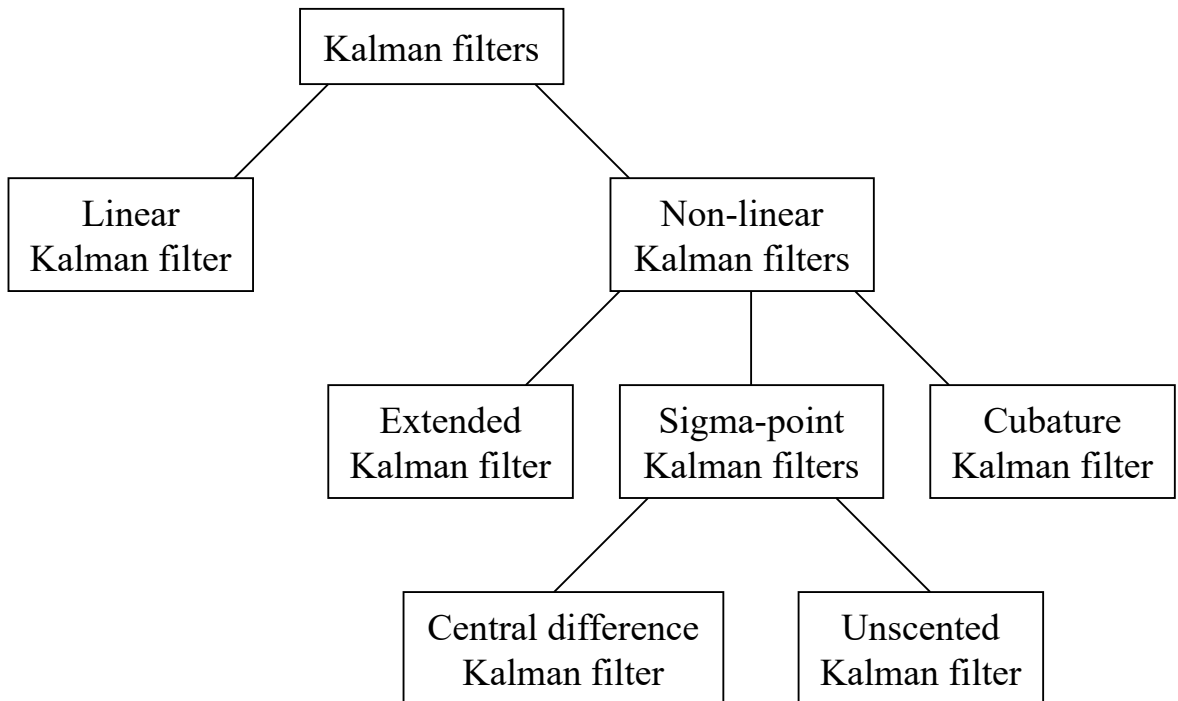 Kalman filters
Linear
Kalman filter
Non-linear
Kalman filters
Extended
Kalman filter
Sigma-point
Kalman filters
Cubature
Kalman filter
Central difference
Kalman filter
Unscented
Kalman filter